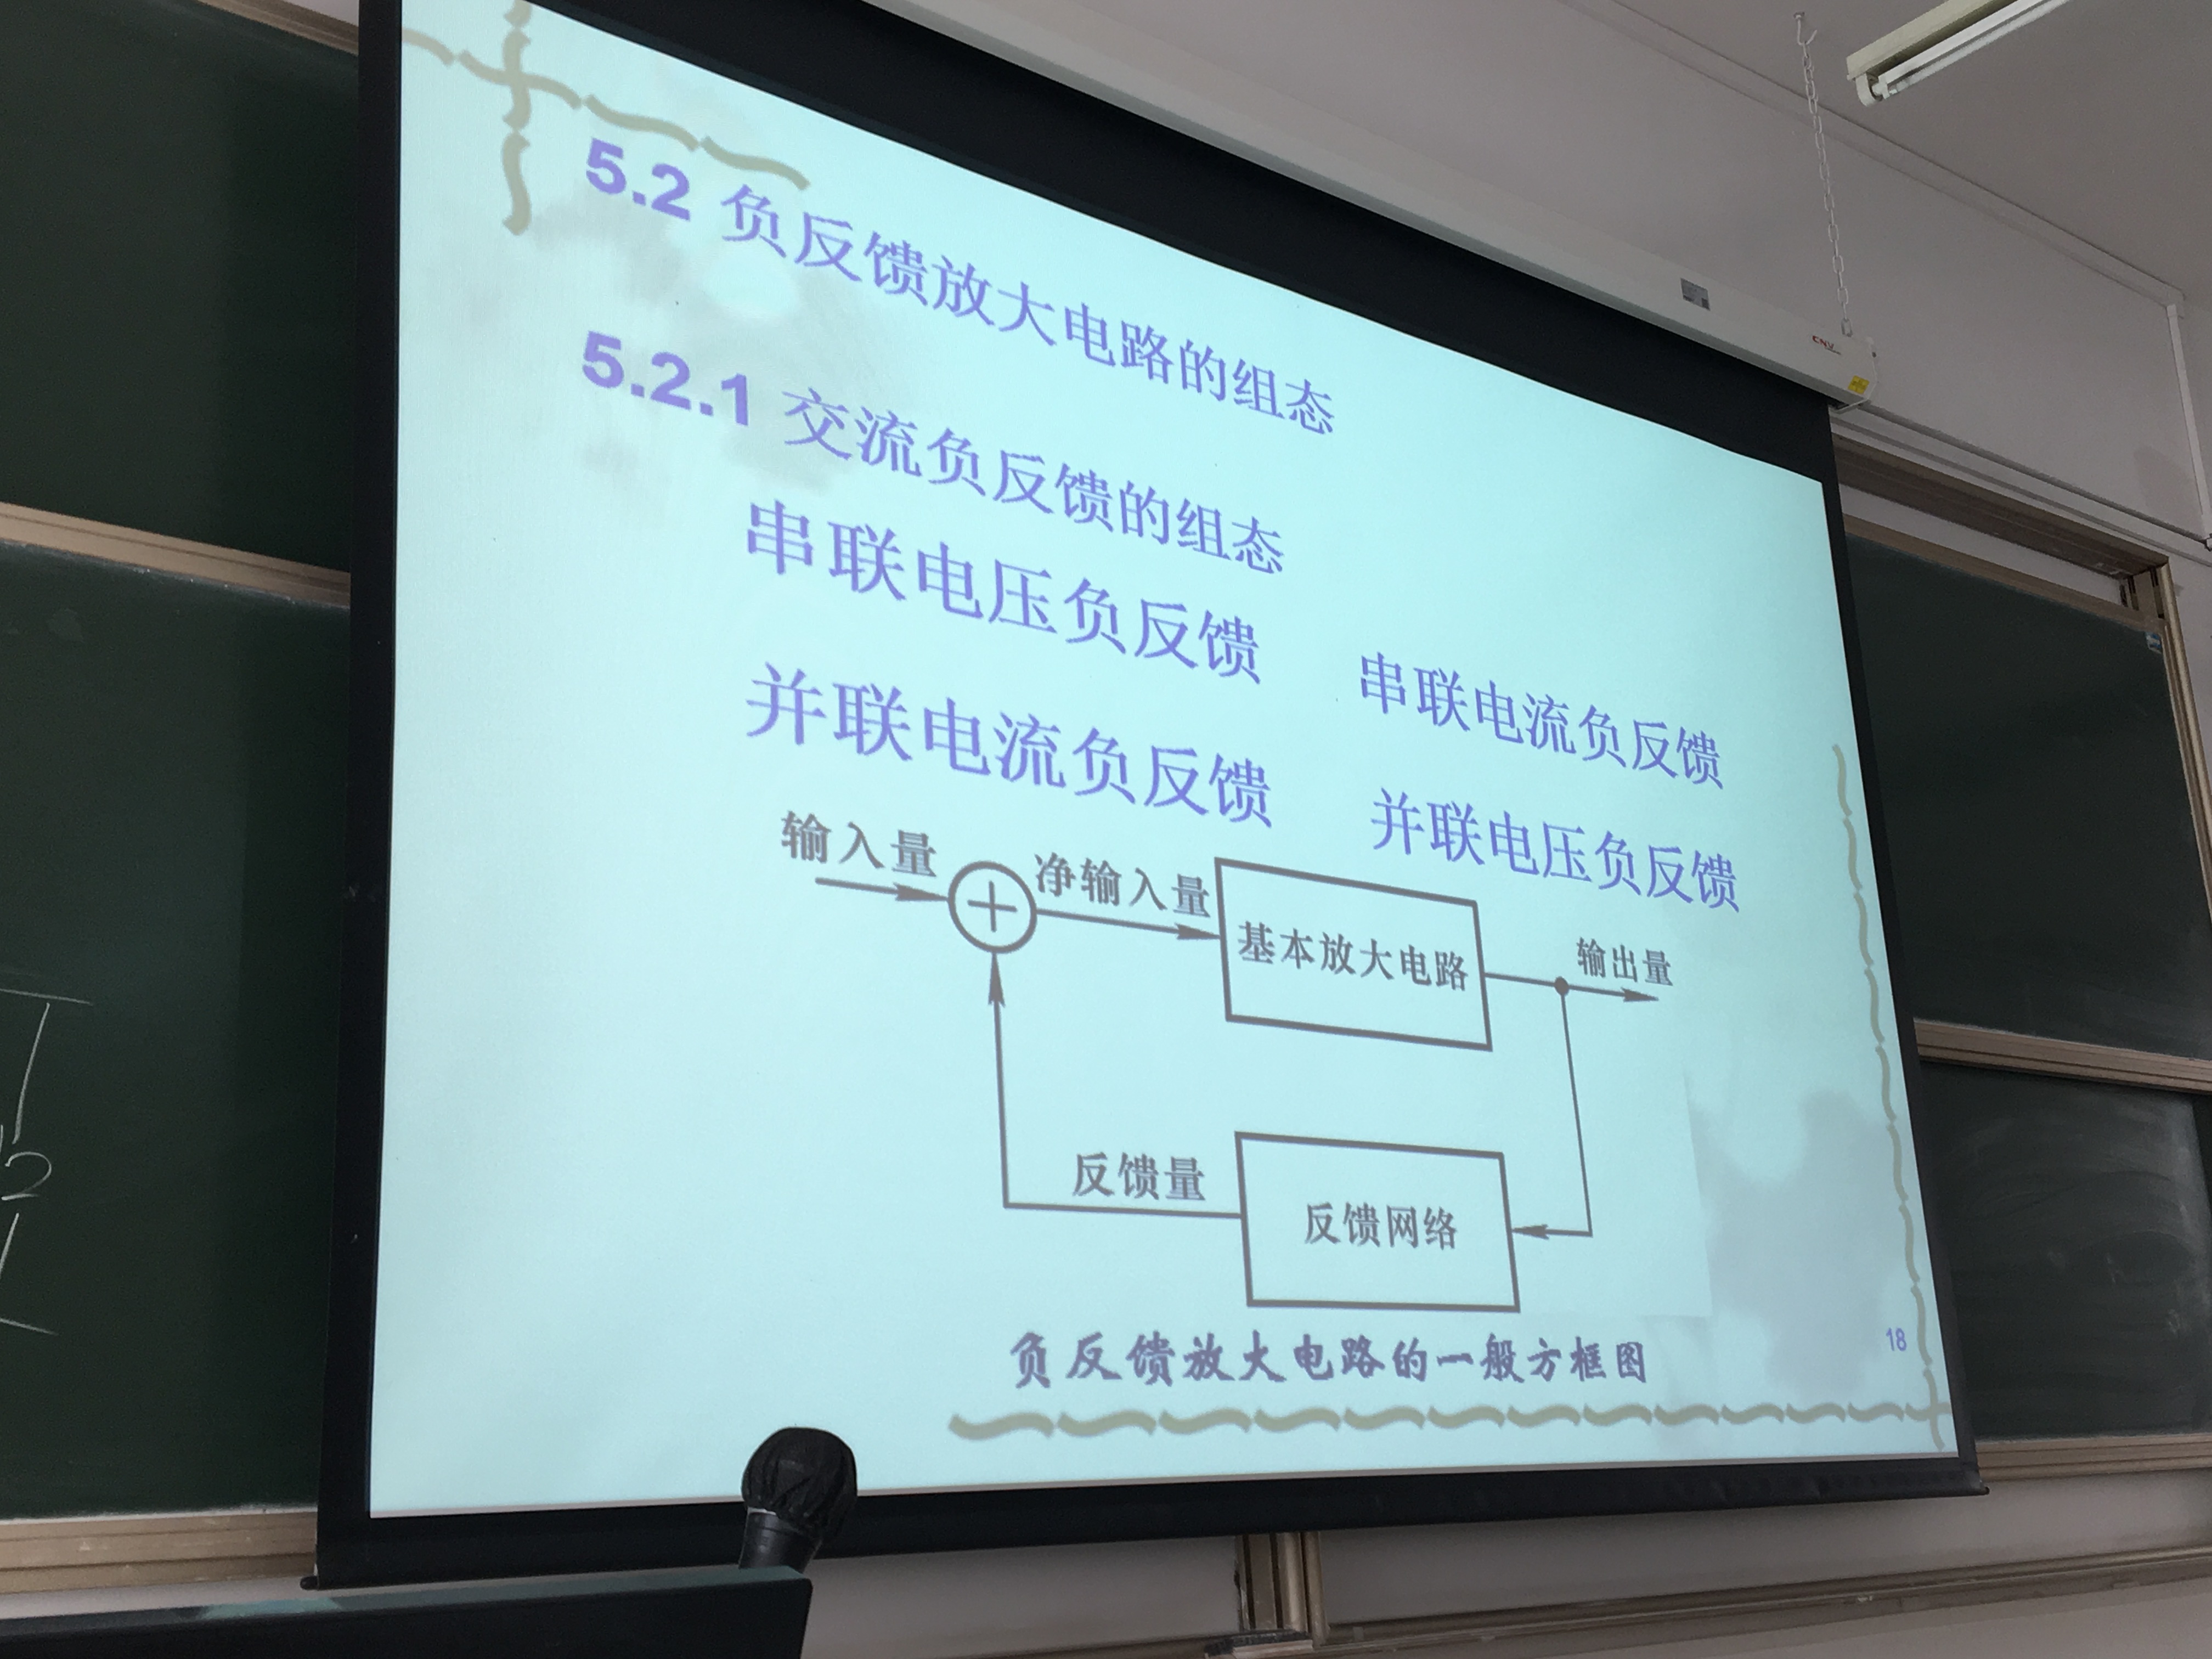 5.2 负反馈放大电路的组态
5.2.1 交流负反馈的组态
串联电压负反馈
串联电流负反馈
并联电流负反馈
并联电压负反馈
输入量
净输入量
基本放大电路
输出量
反馈量
反馈网络
负反馈放大电路的一般方框图
18